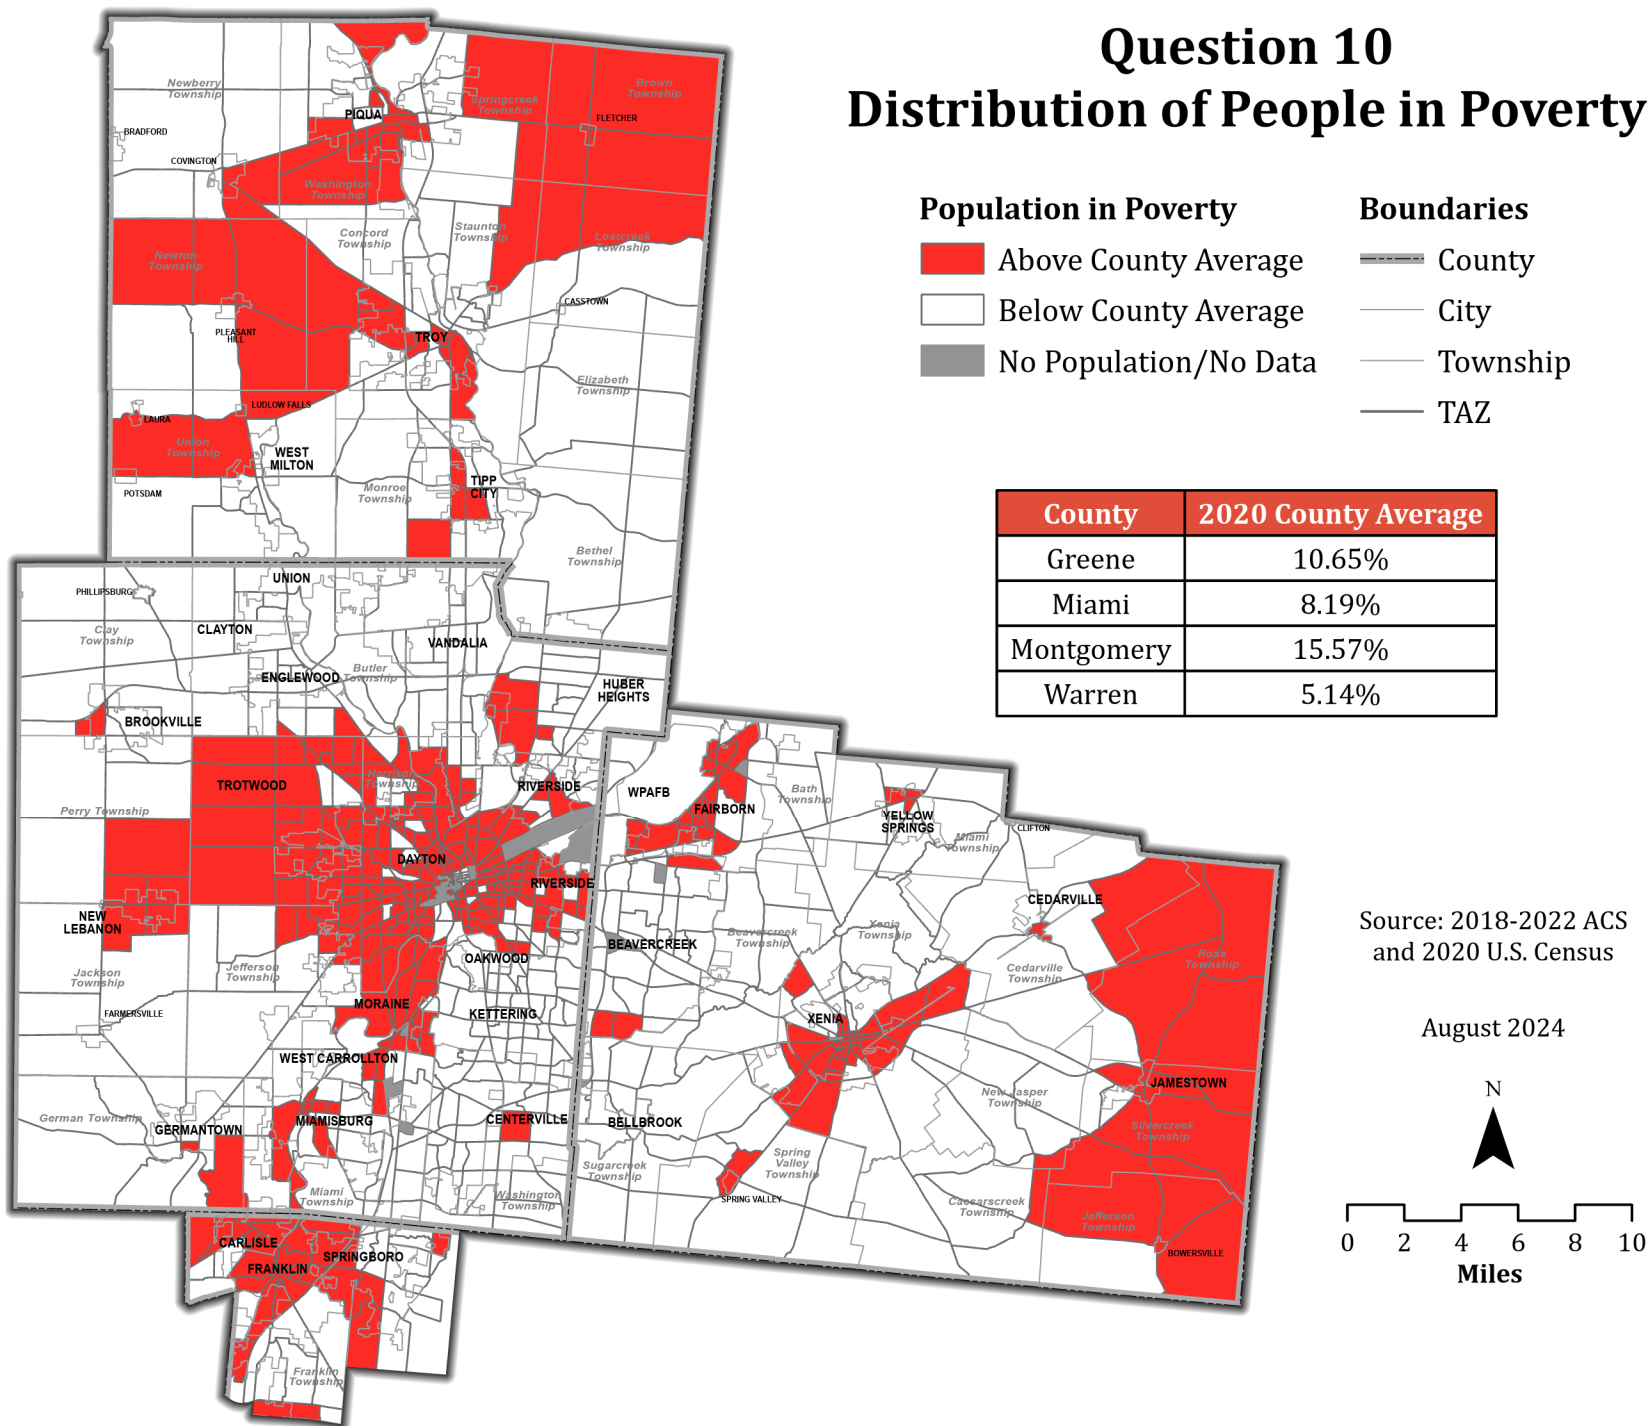 Question 10
Distribution of People in Poverty
Population in Poverty
Above County Average
Below County Average
No Population/No Data
Boundaries
County
City
Township
TAZ
County 2020 County Average
Greene 10.65%
Miami 8.19%
Montgomery 15.57%
Warren 5.14%
Source: 2018-2022 ACS
and 2020 U.S. Census
August 2024
N
0 2 4 6 8 10
Miles
Newberry
Township
BRADFORD
COVINGTON
PIQUA
Springcreek
Township
Brown
Township
FLETCHER
Washington
Township
Concord
Township
Staunton
Township
Lostcreek
Township
Newton
Township
PLEASANT
HILL
TROY
CASSTOWN
Elizabeth
Township
LUDLOW FALLS
LAURA
Union
Township
WEST
MILTON
POTSDAM
Monroe
Township
TIPP
CITY
Bethel
Township
UNION
PHILLIPSBURG
Clay
Township
CLAYTON
VANDALIA
ENGLEWOOD
Butler
Township
HUBER
HEIGHTS
BROOKVILLE
TROTWOOD
Harrison
Township
RIVERSIDE
Perry Township
DAYTON
RIVERSIDE
NEW
LEBANON
Jackson
Township
Jefferson
Township
OAKWOOD
MORAINE
KETTERING
FARMERSVILLE
WEST CARROLLTON
German Township
GERMANTOWN
MIAMISBURG
CENTERVILLE
Miami
Township
Washington
Township
WPAFB
FAIRBORN
Bath
Township
YELLOW
SPRINGS
Miami
Township
CLIFTON
CEDARVILLE
BEAVERCREEK
Beavercreek
Township
Xenia
Township
Cedarville
Township
Ross
Township
XENIA
New Jasper
Township
JAMESTOWN
BELLBROOK
Silvercreek
Township
Sugarcreek
Township
Spring
Valley
Township
SPRING VALLEY
Caesarscreek
Township
Jefferson
Township
BOWERSVILLE
CARLISLE
SPRINGBORO
FRANKLIN
Franklin
Township